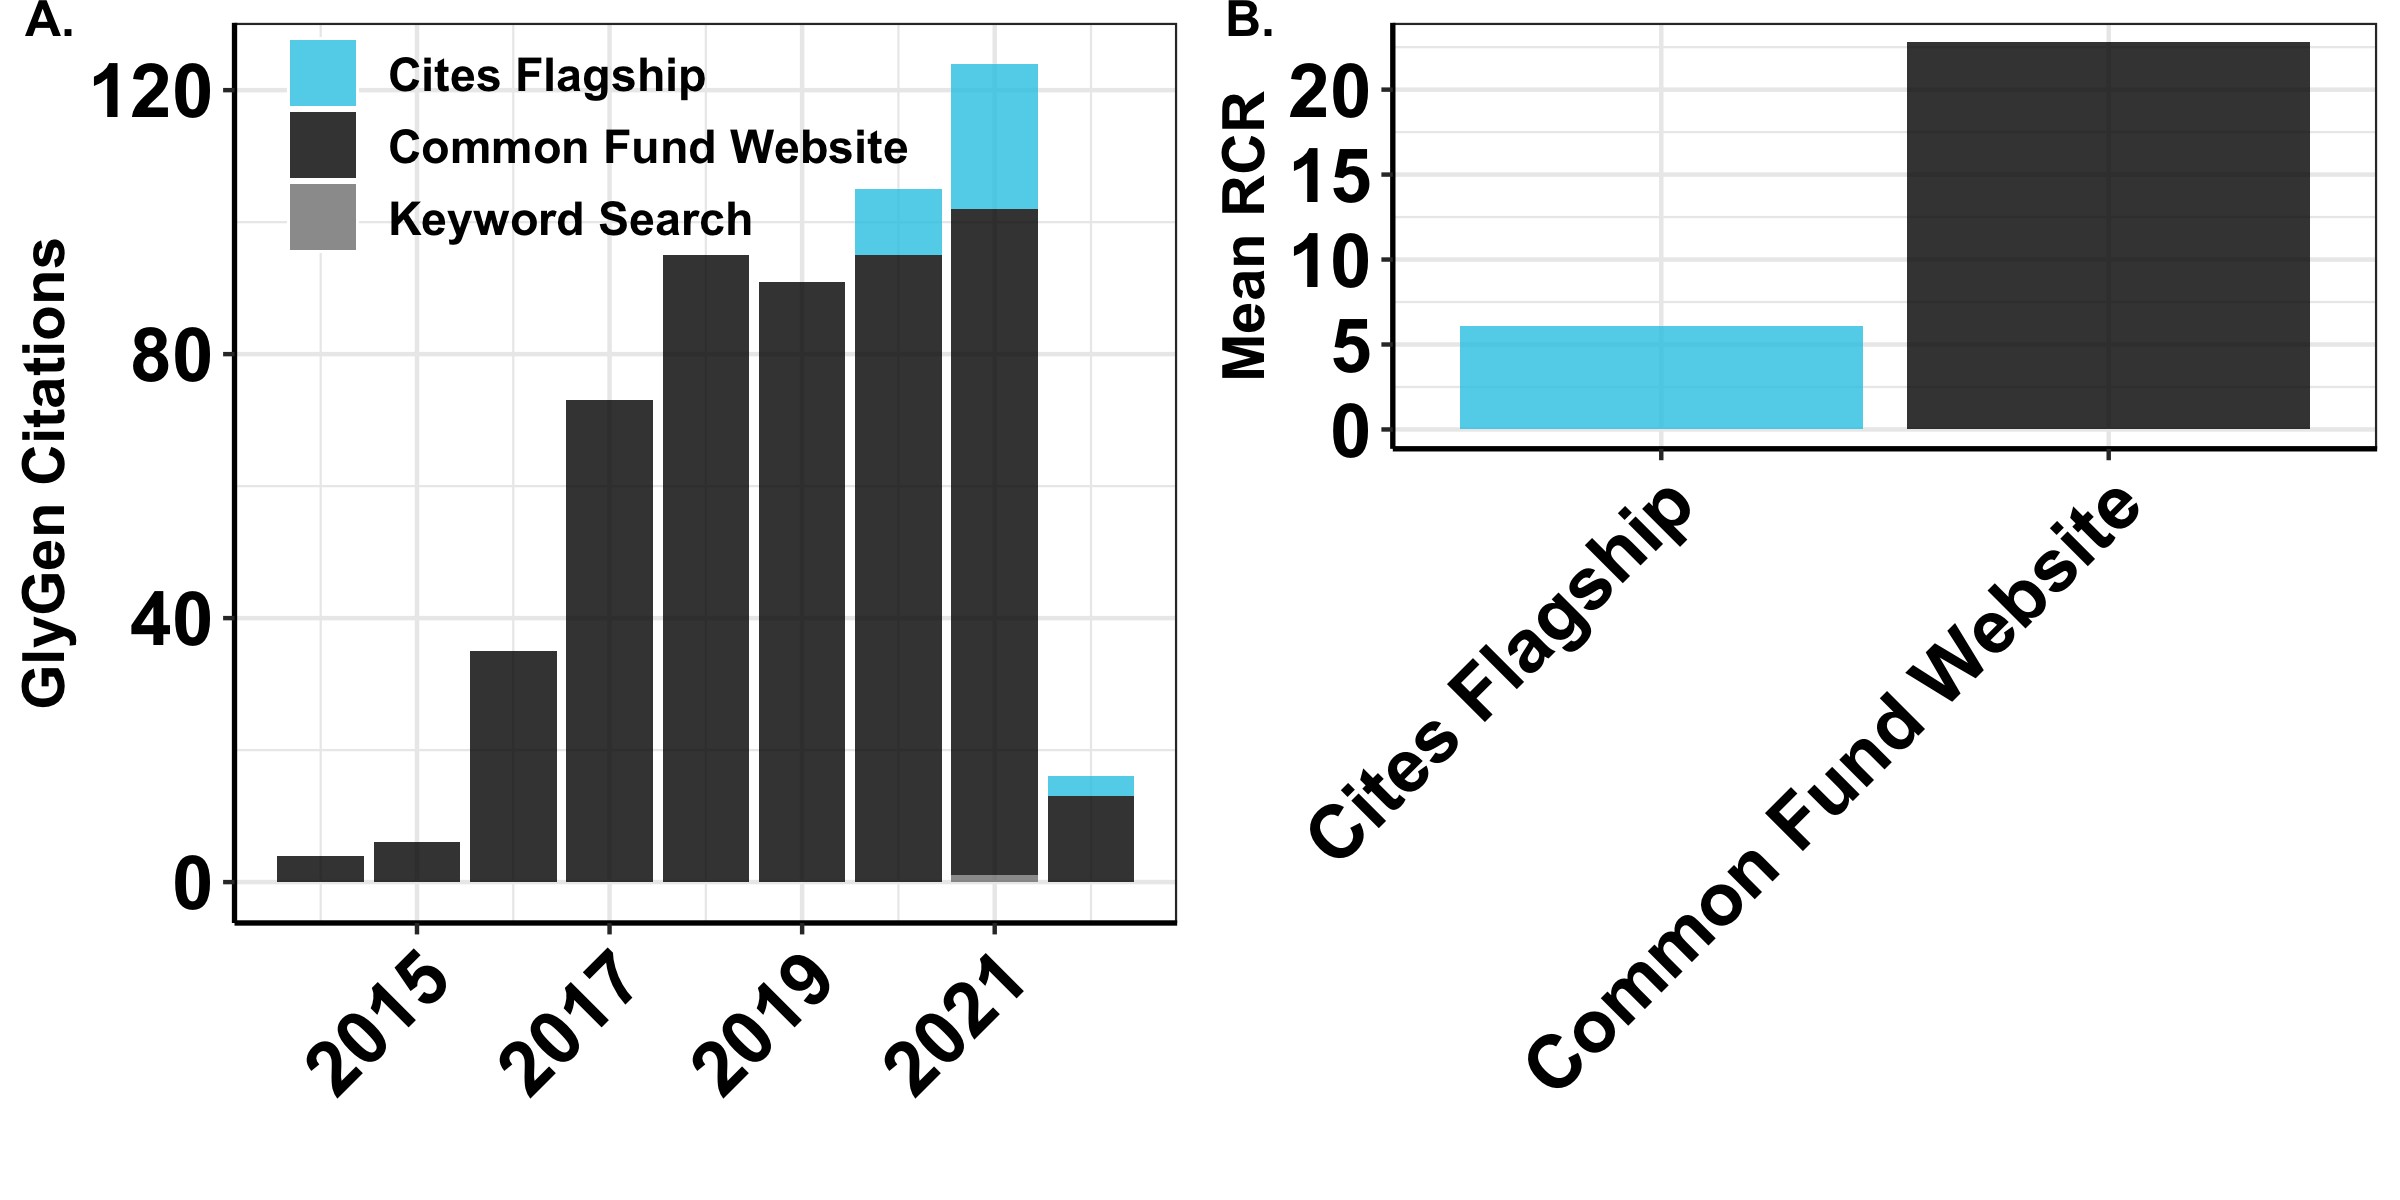 A.
GlyGen Citations
120
80
40
0
Cites Flagship
Common Fund Website
Keyword Search
2015
2017
2019
2021
B.
Mean RCR
20
15
10
5
0
Cites Flagship
Common Fund Website